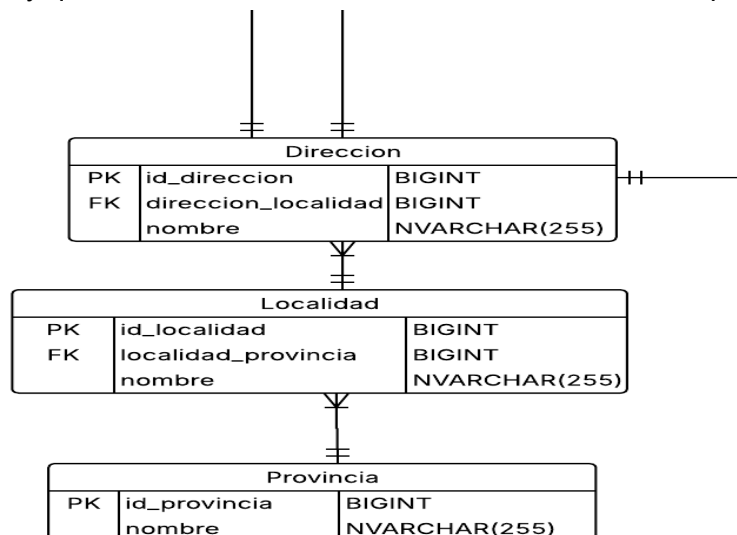 Direccion
PK id_direccion BIGINT
FK direccion_localidad BIGINT
nombre NVARCHAR(255)
Localidad
PK id_localidad BIGINT
FK localidad_provincia BIGINT
nombre NVARCHAR(255)
Provincia
PK id_provincia BIGINT
nombre NVARCHAR(255)